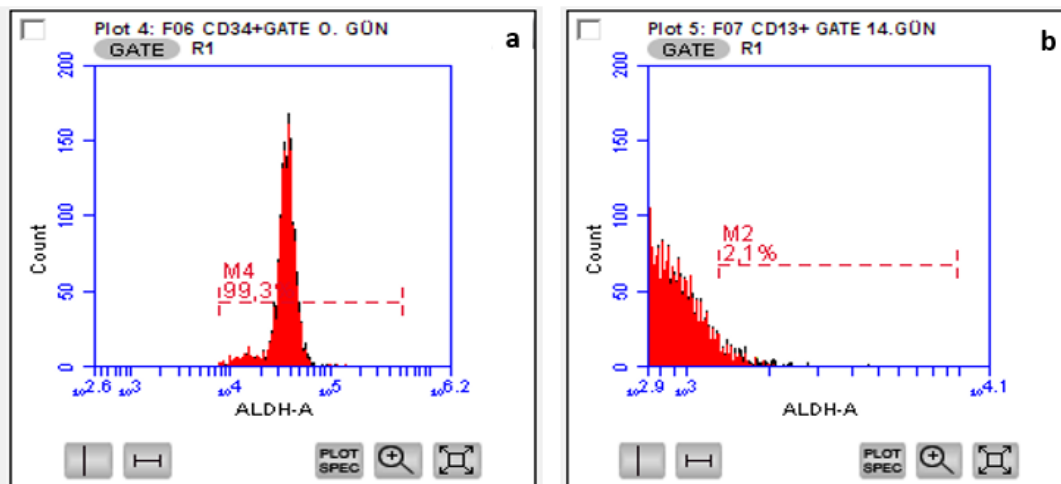 Plot 4: F06 CD34+GATE 0. GÜN
a
GATE R1
200
150
100
50
0
Count
M4
99,3
10^2.6 10^3 10^4 10^5 10^6.2
ALDH-A
PLOT
SPEC
Plot 5: F07 CD13+ GATE 14.GÜN
b
GATE R1
200
150
100
50
0
Count
M2
2,1%
10^2.9 10^3 10^4.1
ALDH-A
PLOT
SPEC